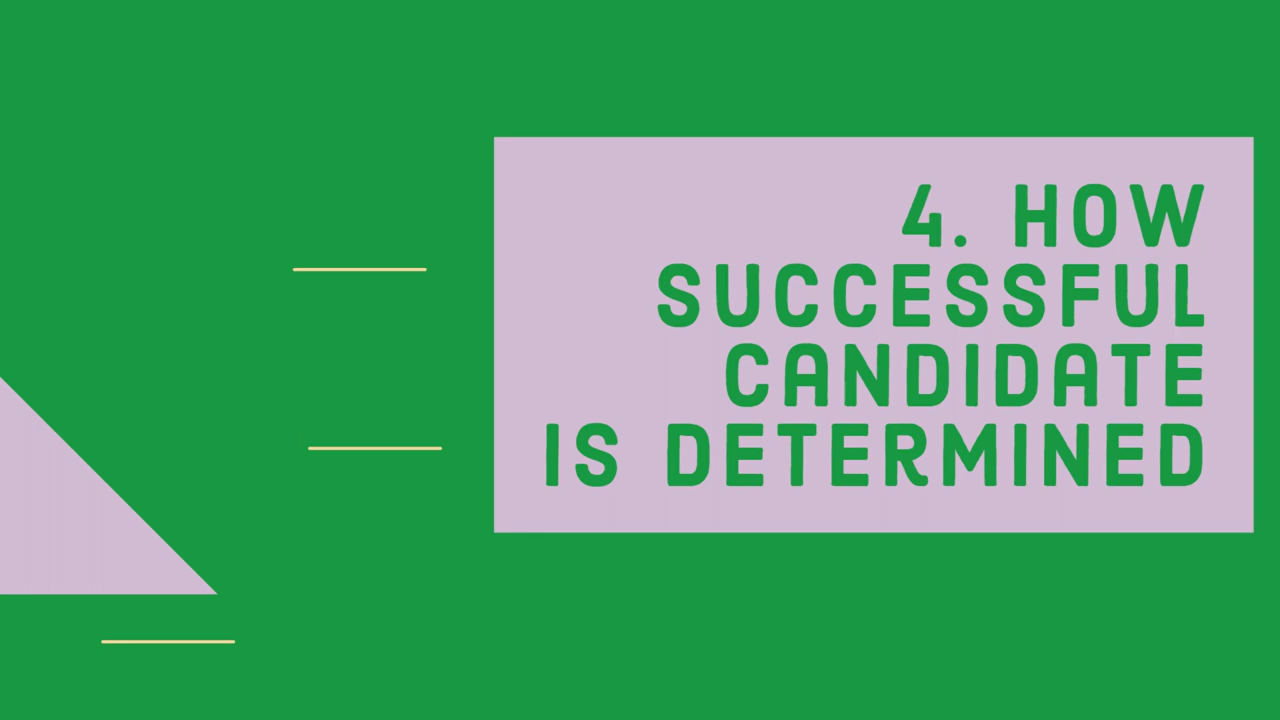 4. HOW
SUCCESSFUL
CANDIDATE
IS DETERMINED